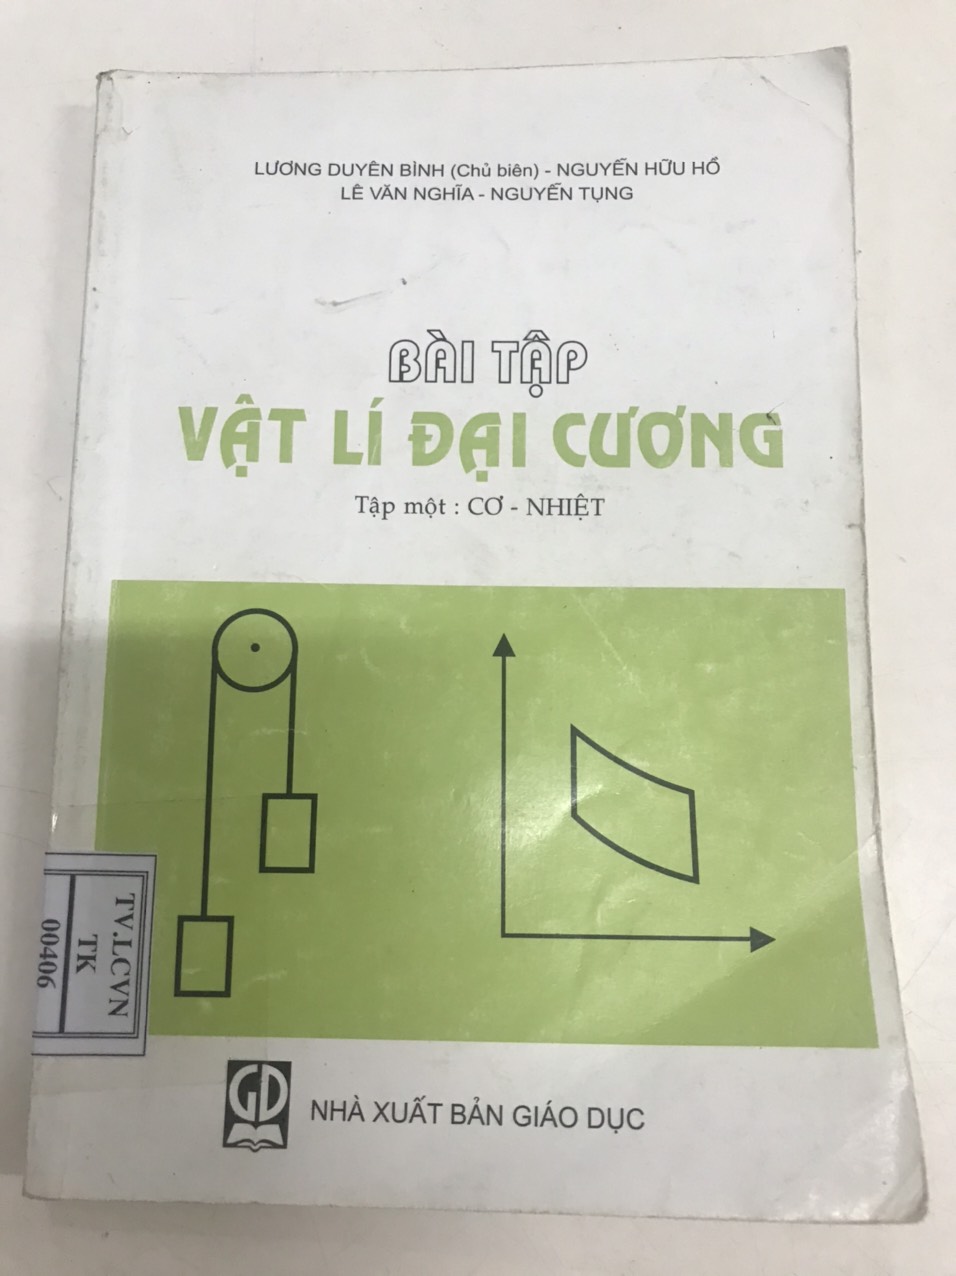 LƯƠNG DUYÊN BÌNH (Chủ biên) - NGUYỄN HỮU HỒ
LÊ VĂN NGHĨA - NGUYỄN TỤNG
BÀI TẬP
VẬT LÍ ĐẠI CƯƠNG
Tập một : CƠ - NHIỆT
TV.LCVN
TK
00406
GD
NHÀ XUẤT BẢN GIÁO DỤC